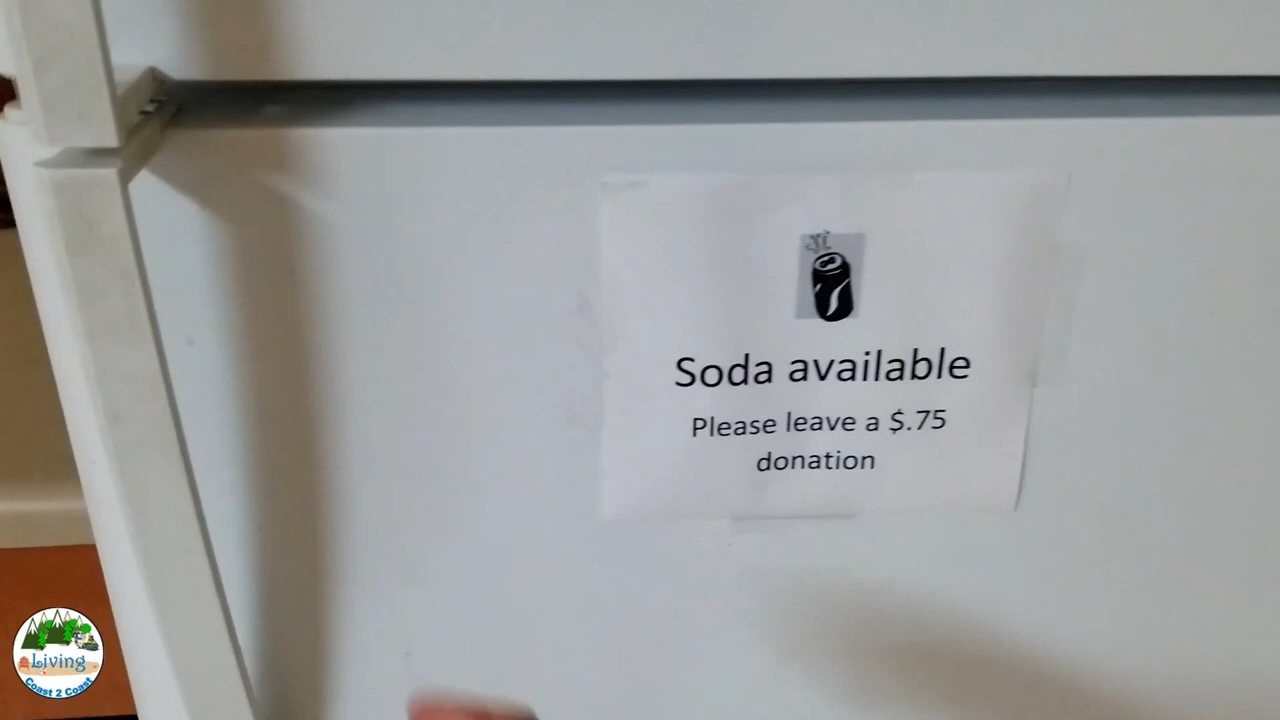 Soda available
Please leave a $.75
donation
Living
Coast 2 Coast